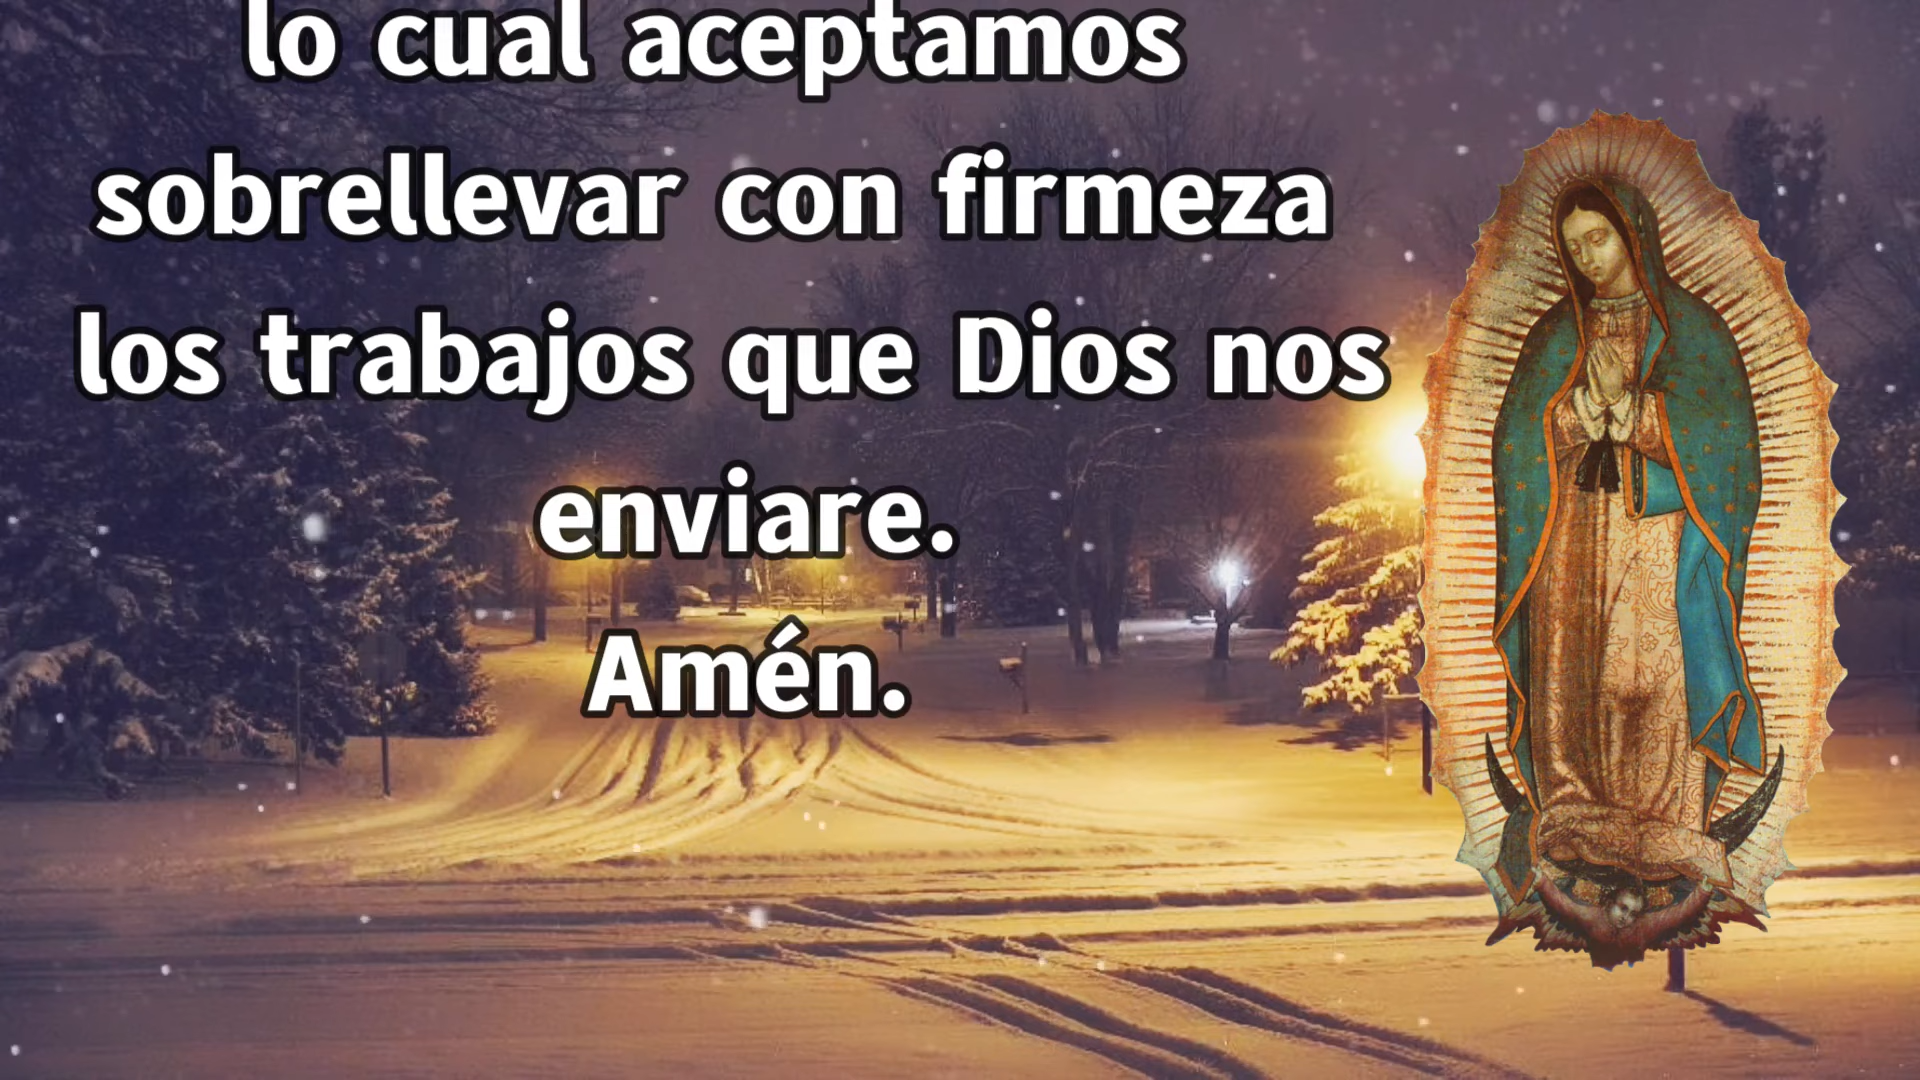 lo cual aceptamos
sobrellevar con firmeza
los trabajos que Dios nos
enviare.
Amén.